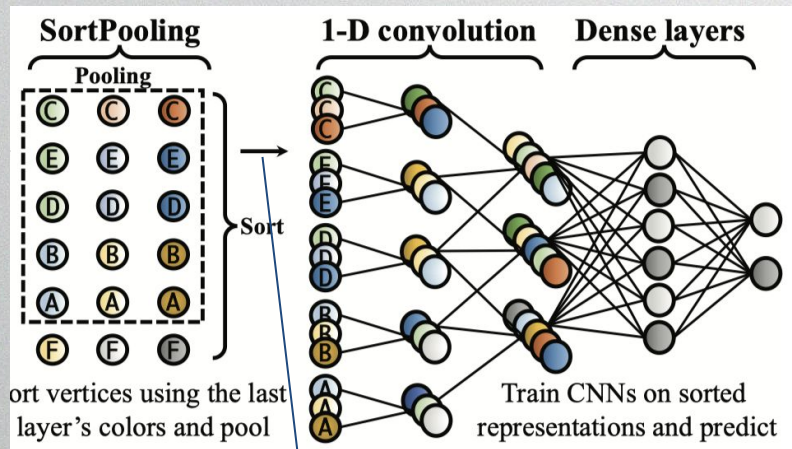 SortPooling
1-D convolution
Dense layers
Pooling
C C C
E E E
D D D
B B B
A A A
F F F
Sort
C
C
C
E
E
E
D
D
D
B
B
B
A
A
A
ort vertices using the last
layer's colors and pool
Train CNNs on sorted
representations and predict